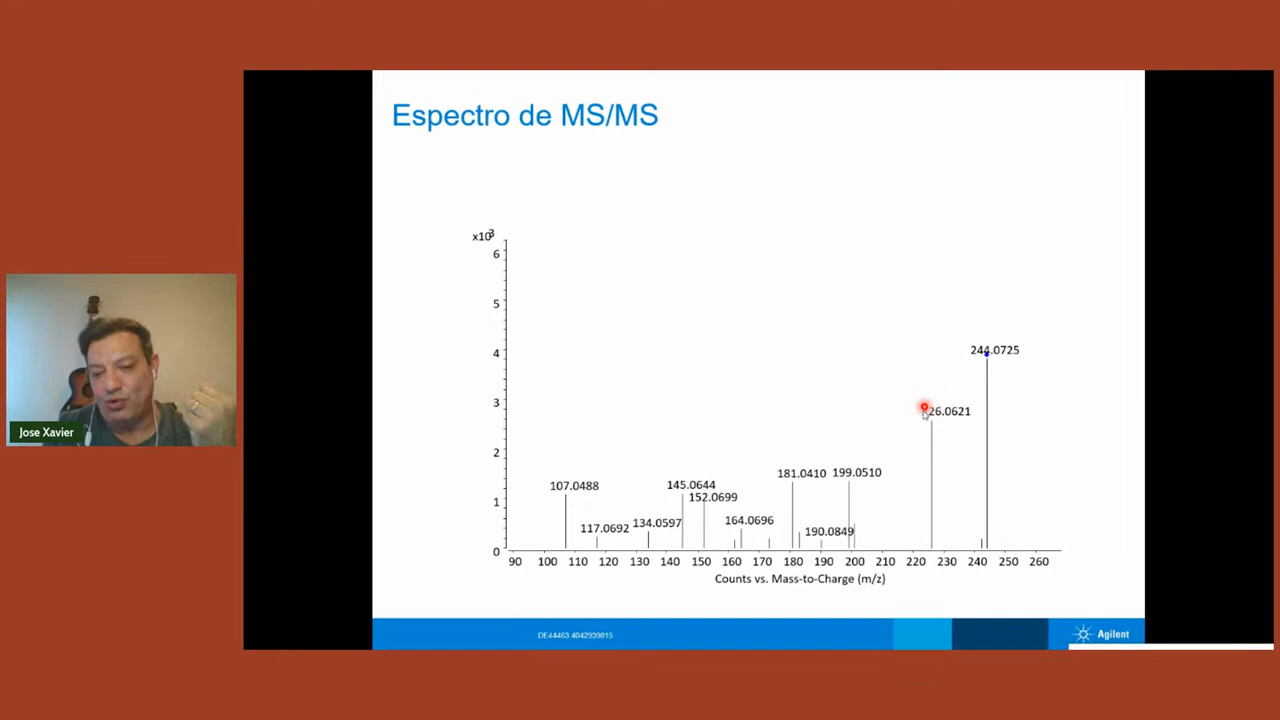 Espectro de MS/MS
x10 3
6
5
4
3
2
1
0
244.0725
26.0621
181.0410 199.0510
107.0488 145.0644
152.0699
117.0692 134.0597 164.0696 190.0849
90 100 110 120 130 140 150 160 170 180 190 200 210 220 230 240 250 260
Counts vs. Mass-to-Charge (m/z)
Jose Xavier
DE44463.4042939815
Agilent